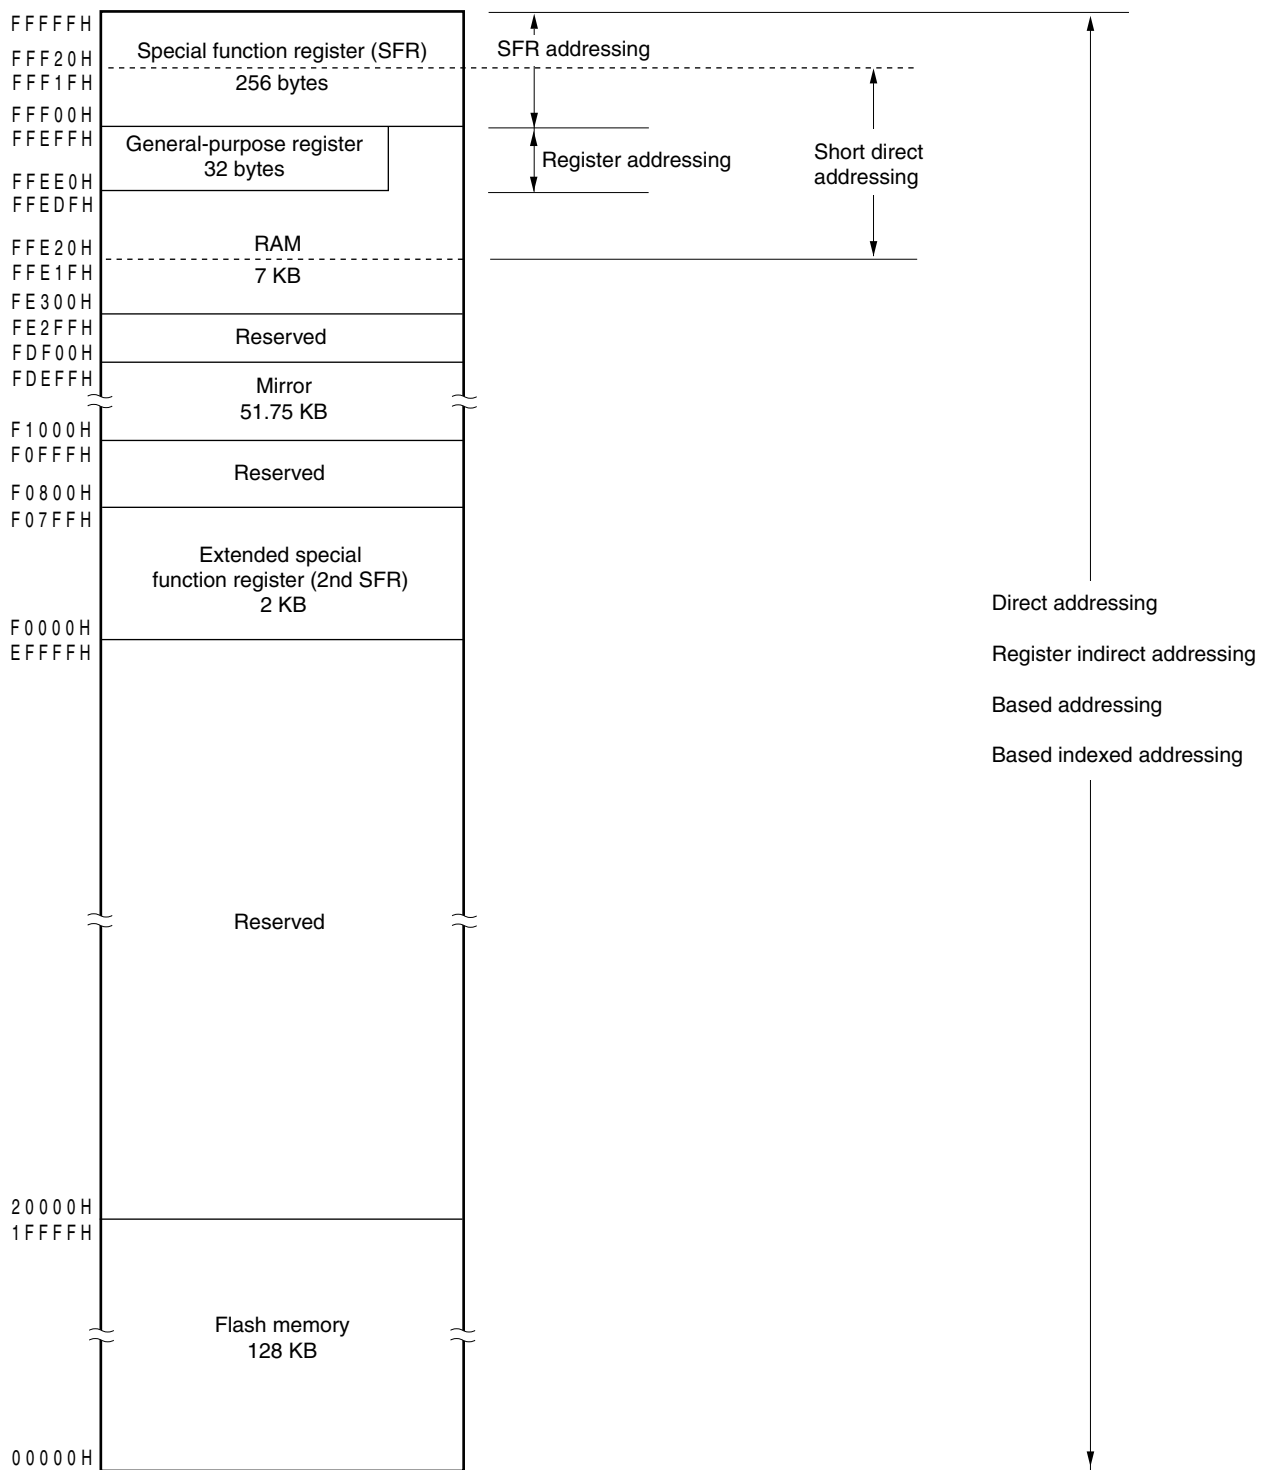 FFFFFH
Special function register (SFR)
SFR addressing
FFF20H
FFF1FH
256 bytes
FFF00H
FFEFFH
General-purpose register
32 bytes
Register addressing
Short direct
addressing
FFEE0H
FFEDFH
FFE20H
RAM
FFE1FH
7 KB
FE300H
FE2FFH
Reserved
FDF00H
FDEFFH
Mirror
51.75 KB
F1000H
F0FFFH
Reserved
F0800H
F07FFH
Extended special
function register (2nd SFR)
2 KB
F0000H
EFFFFH
Direct addressing
Register indirect addressing
Based addressing
Based indexed addressing
Reserved
20000H
1FFFFH
Flash memory
128 KB
00000H